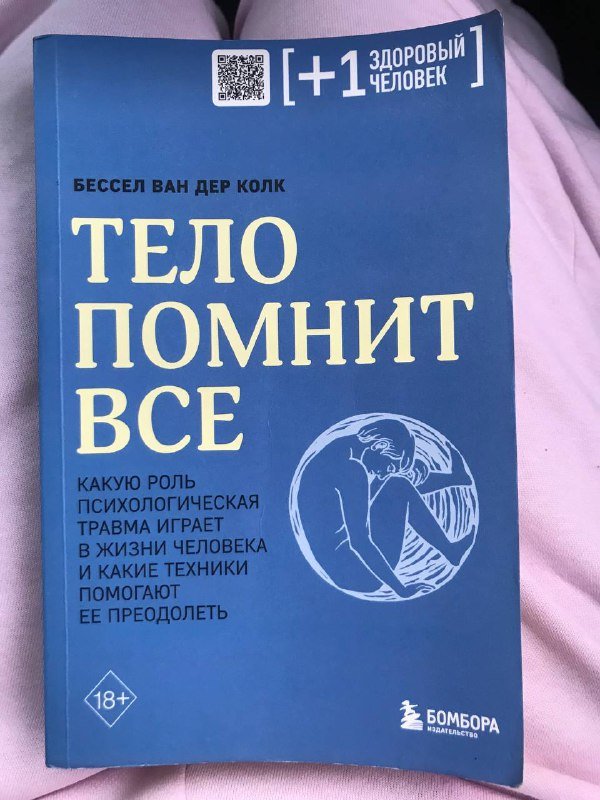 [+1 ЗДОРОВЫЙ
ЧЕЛОВЕК]
БЕССЕЛ ВАН ДЕР КОЛК
ТЕЛО
ПОМНИТ
ВСЕ
КАКУЮ РОЛЬ
ПСИХОЛОГИЧЕСКАЯ
ТРАВМА ИГРАЕТ
В ЖИЗНИ ЧЕЛОВЕКА
И КАКИЕ ТЕХНИКИ
ПОМОГАЮТ
ЕЕ ПРЕОДОЛЕТЬ
18+
БОМБОРА
ИЗДАТЕЛЬСТВО